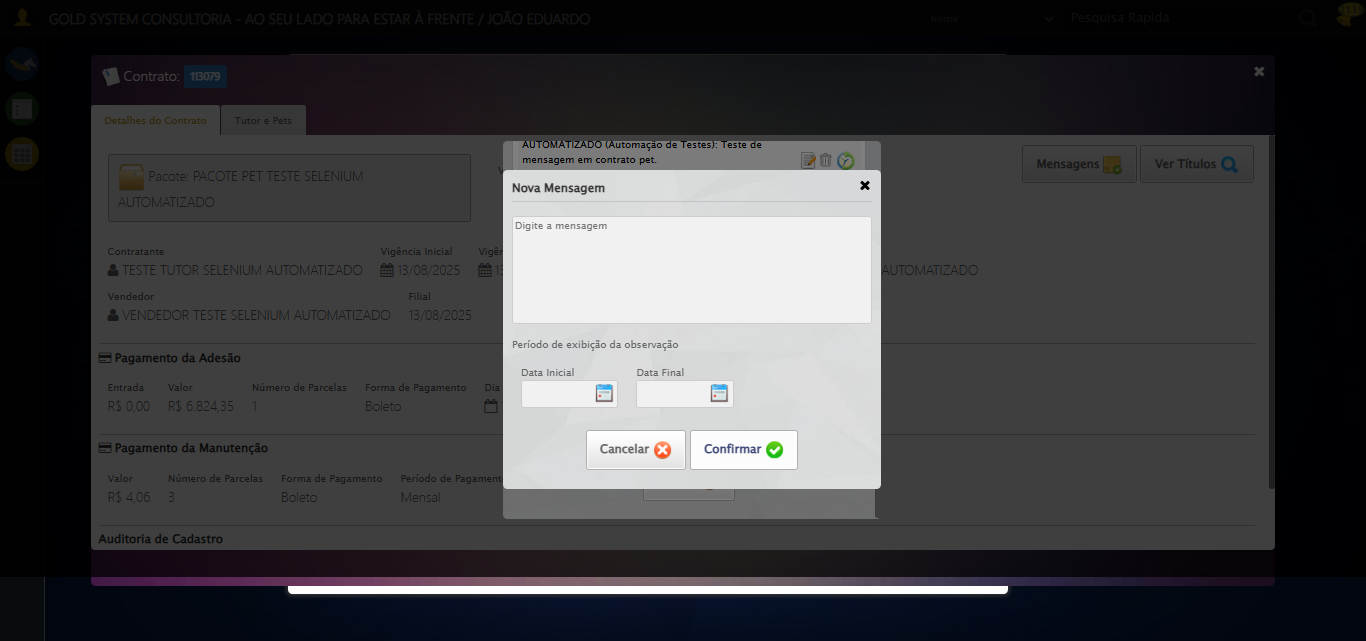 GOLD SYSTEM CONSULTORIA - AO SEU LADO PARA ESTAR À FRENTE / JOÃO EDUARDO
Nome
Pesquisa Rapida
Contrato: 113079
Detalhes do Contrato
Tutor e Pets
AUTOMATIZADO (Automação de Testes): Teste de
mensagem em contrato pet.
Mensagens
Ver Títulos
Pacote: PACOTE PET TESTE SELENIUM
AUTOMATIZADO
Nova Mensagem
Digite a mensagem
Contratante
Vigência Inicial
TESTE TUTOR SELENIUM AUTOMATIZADO
13/08/2025
AUTOMATIZADO
Vendedor
Filial
VENDEDOR TESTE SELENIUM AUTOMATIZADO
13/08/2025
Período de exibição da observação
Data Inicial
Data Final
Pagamento da Adesão
Entrada
Valor
Número de Parcelas
Forma de Pagamento
Dia
R$ 0,00
R$ 6.824,35
1
Boleto
Cancelar
Confirmar
Pagamento da Manutenção
Valor
Número de Parcelas
Forma de Pagamento
Período de Pagament
R$ 4,06
3
Boleto
Mensal
Auditoria de Cadastro